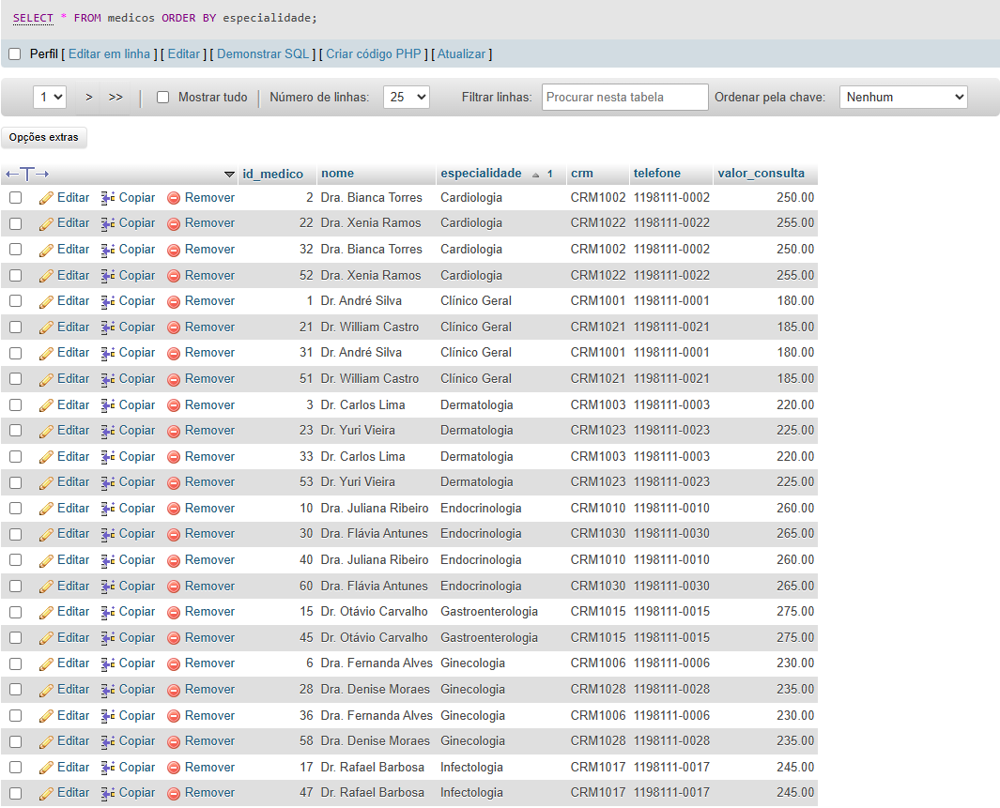 SELECT * FROM medicos ORDER BY especialidade;
Perfil [ Editar em linha ] [ Editar ] [ Demonstrar SQL ] [ Criar código PHP ] [ Atualizar ]
1 > >> | Mostrar tudo | Número de linhas: 25 Filtrar linhas: Procurar nesta tabela Ordenar pela chave: Nenhum
Opções extras
←T→ id_medico nome especialidade 1 crm telefone valor_consulta
Editar Copiar Remover 2 Dra. Bianca Torres Cardiologia CRM1002 1198111-0002 250.00
Editar Copiar Remover 22 Dra. Xenia Ramos Cardiologia CRM1022 1198111-0022 255.00
Editar Copiar Remover 32 Dra. Bianca Torres Cardiologia CRM1002 1198111-0002 250.00
Editar Copiar Remover 52 Dra. Xenia Ramos Cardiologia CRM1022 1198111-0022 255.00
Editar Copiar Remover 1 Dr. André Silva Clínico Geral CRM1001 1198111-0001 180.00
Editar Copiar Remover 21 Dr. William Castro Clínico Geral CRM1021 1198111-0021 185.00
Editar Copiar Remover 31 Dr. André Silva Clínico Geral CRM1001 1198111-0001 180.00
Editar Copiar Remover 51 Dr. William Castro Clínico Geral CRM1021 1198111-0021 185.00
Editar Copiar Remover 3 Dr. Carlos Lima Dermatologia CRM1003 1198111-0003 220.00
Editar Copiar Remover 23 Dr. Yuri Vieira Dermatologia CRM1023 1198111-0023 225.00
Editar Copiar Remover 33 Dr. Carlos Lima Dermatologia CRM1003 1198111-0003 220.00
Editar Copiar Remover 53 Dr. Yuri Vieira Dermatologia CRM1023 1198111-0023 225.00
Editar Copiar Remover 10 Dra. Juliana Ribeiro Endocrinologia CRM1010 1198111-0010 260.00
Editar Copiar Remover 30 Dra. Flávia Antunes Endocrinologia CRM1030 1198111-0030 265.00
Editar Copiar Remover 40 Dra. Juliana Ribeiro Endocrinologia CRM1010 1198111-0010 260.00
Editar Copiar Remover 60 Dra. Flávia Antunes Endocrinologia CRM1030 1198111-0030 265.00
Editar Copiar Remover 15 Dr. Otávio Carvalho Gastroenterologia CRM1015 1198111-0015 275.00
Editar Copiar Remover 45 Dr. Otávio Carvalho Gastroenterologia CRM1015 1198111-0015 275.00
Editar Copiar Remover 6 Dra. Fernanda Alves Ginecologia CRM1006 1198111-0006 230.00
Editar Copiar Remover 28 Dra. Denise Moraes Ginecologia CRM1028 1198111-0028 235.00
Editar Copiar Remover 36 Dra. Fernanda Alves Ginecologia CRM1006 1198111-0006 230.00
Editar Copiar Remover 58 Dra. Denise Moraes Ginecologia CRM1028 1198111-0028 235.00
Editar Copiar Remover 17 Dr. Rafael Barbosa Infectologia CRM1017 1198111-0017 245.00
Editar Copiar Remover 47 Dr. Rafael Barbosa Infectologia CRM1017 1198111-0017 245.00